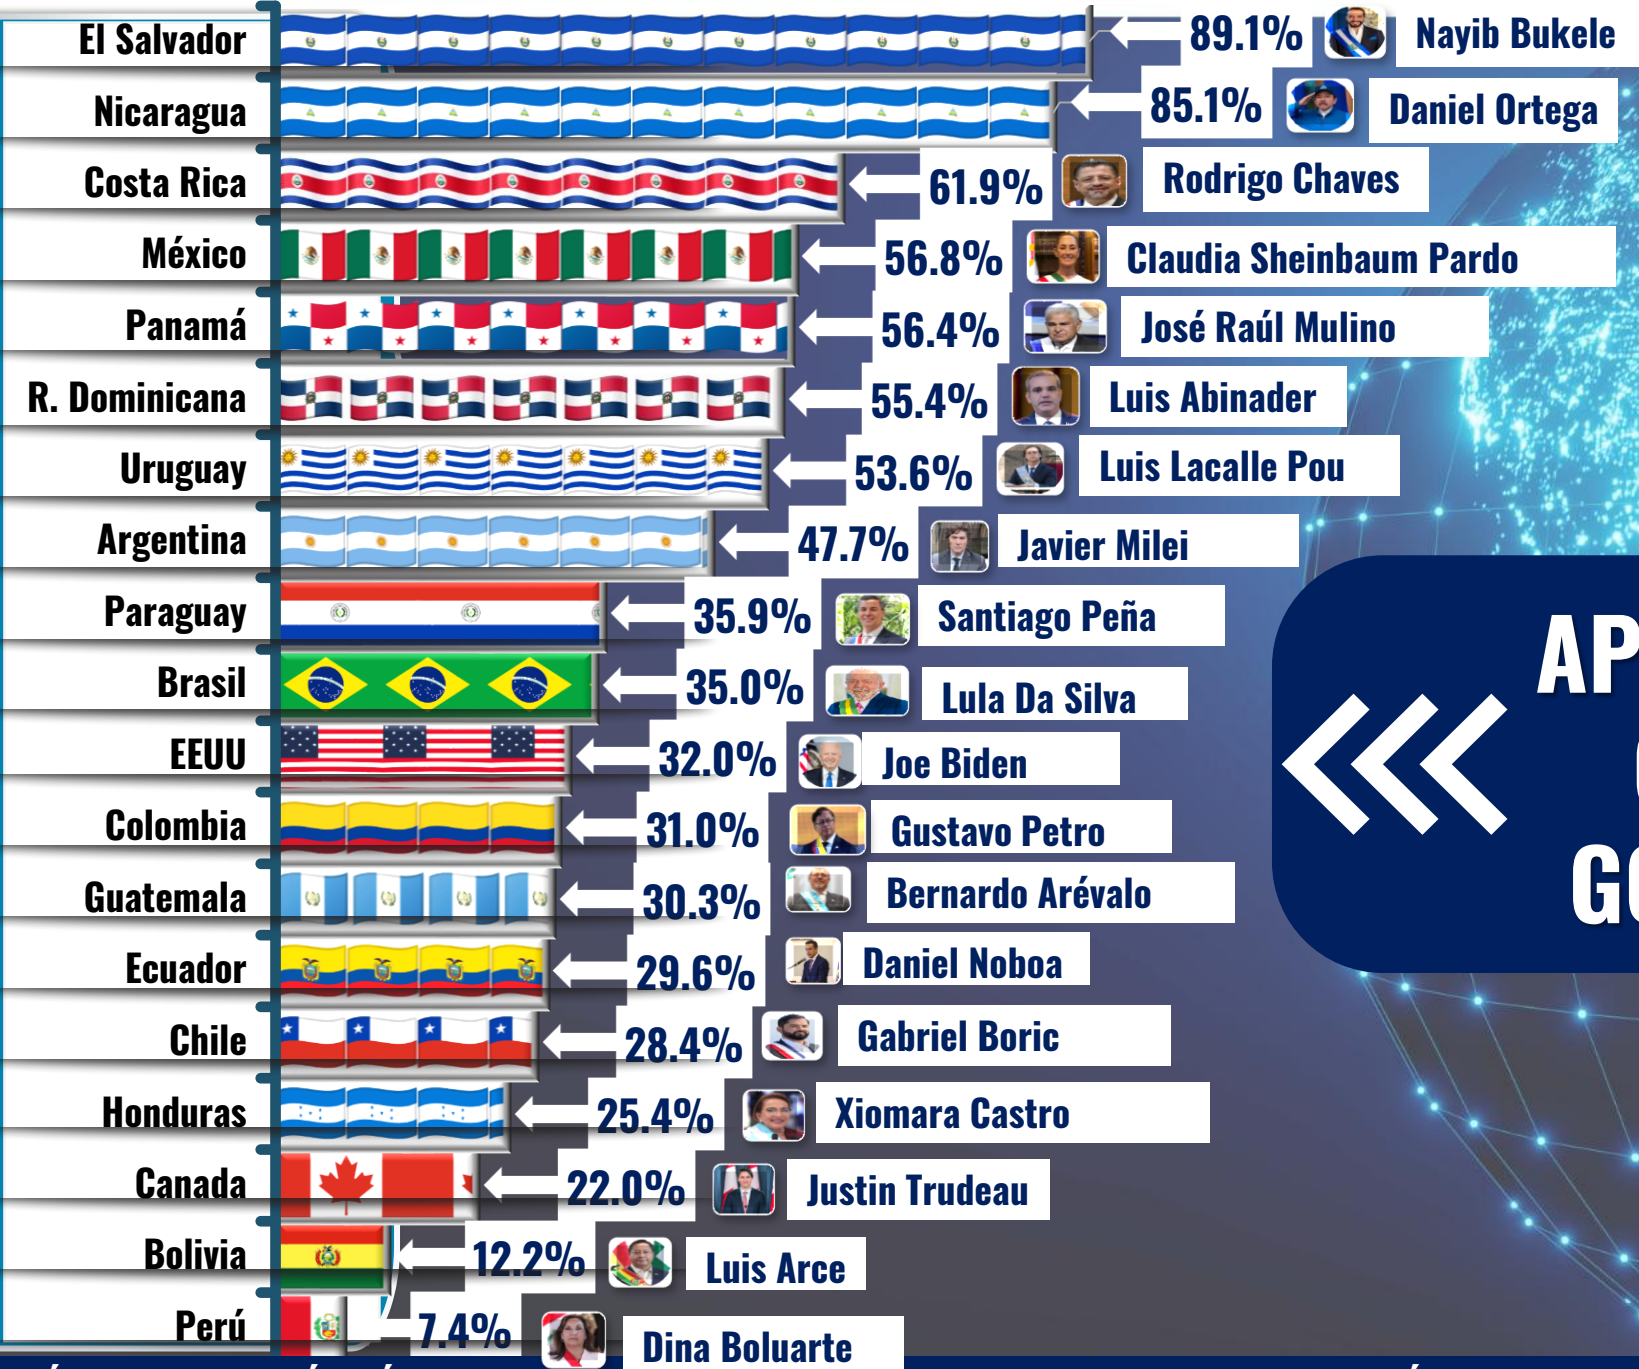 El Salvador 89.1% Nayib Bukele
Nicaragua 85.1% Daniel Ortega
Costa Rica 61.9% Rodrigo Chaves
México 56.8% Claudia Sheinbaum Pardo
Panamá 56.4% José Raúl Mulino
R. Dominicana 55.4% Luis Abinader
Uruguay 53.6% Luis Lacalle Pou
Argentina 47.7% Javier Milei
Paraguay 35.9% Santiago Peña
Brasil 35.0% Lula Da Silva
EEUU 32.0% Joe Biden
Colombia 31.0% Gustavo Petro
Guatemala 30.3% Bernardo Arévalo
Ecuador 29.6% Daniel Noboa
Chile 28.4% Gabriel Boric
Honduras 25.4% Xiomara Castro
Canada 22.0% Justin Trudeau
Bolivia 12.2% Luis Arce
Perú 7.4% Dina Boluarte
AP